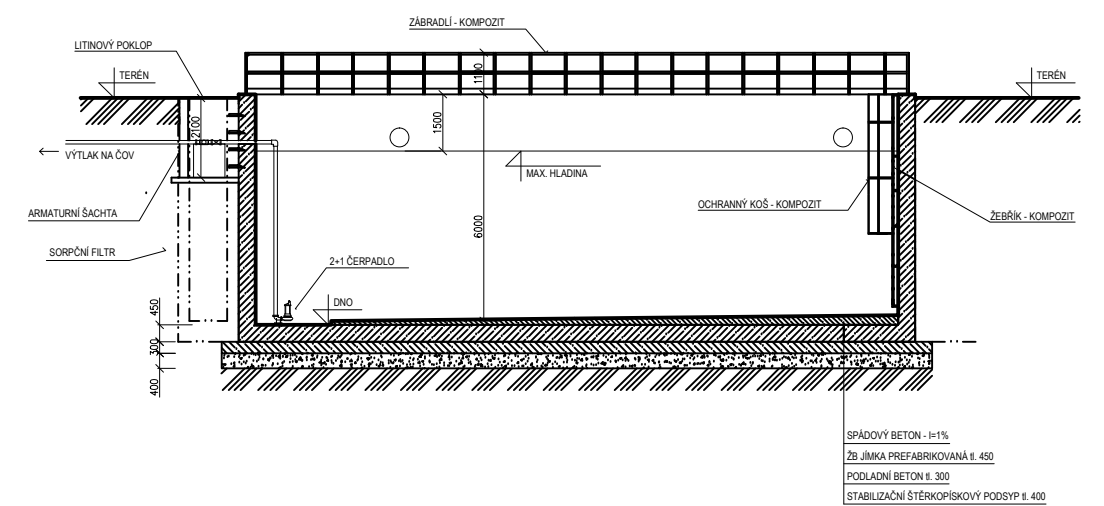 ZÁBRADLÍ - KOMPOZIT
LITINOVÝ POKLOP
TERÉN
TERÉN
1100
2100
1500
VÝTLAK NA ČOV
MAX. HLADINA
OCHRANNÝ KOŠ - KOMPOZIT
ARMATURNÍ ŠACHTA
ŽEBŘÍK - KOMPOZIT
6000
SORPČNÍ FILTR
2+1 ČERPADLO
DNO
450
300
400
SPÁDOVÝ BETON - I=1%
ŽB JÍMKA PREFABRIKOVANÁ tl. 450
PODLADNÍ BETON tl. 300
STABILIZAČNÍ ŠTĚRKOPÍSKOVÝ PODSYP tl. 400